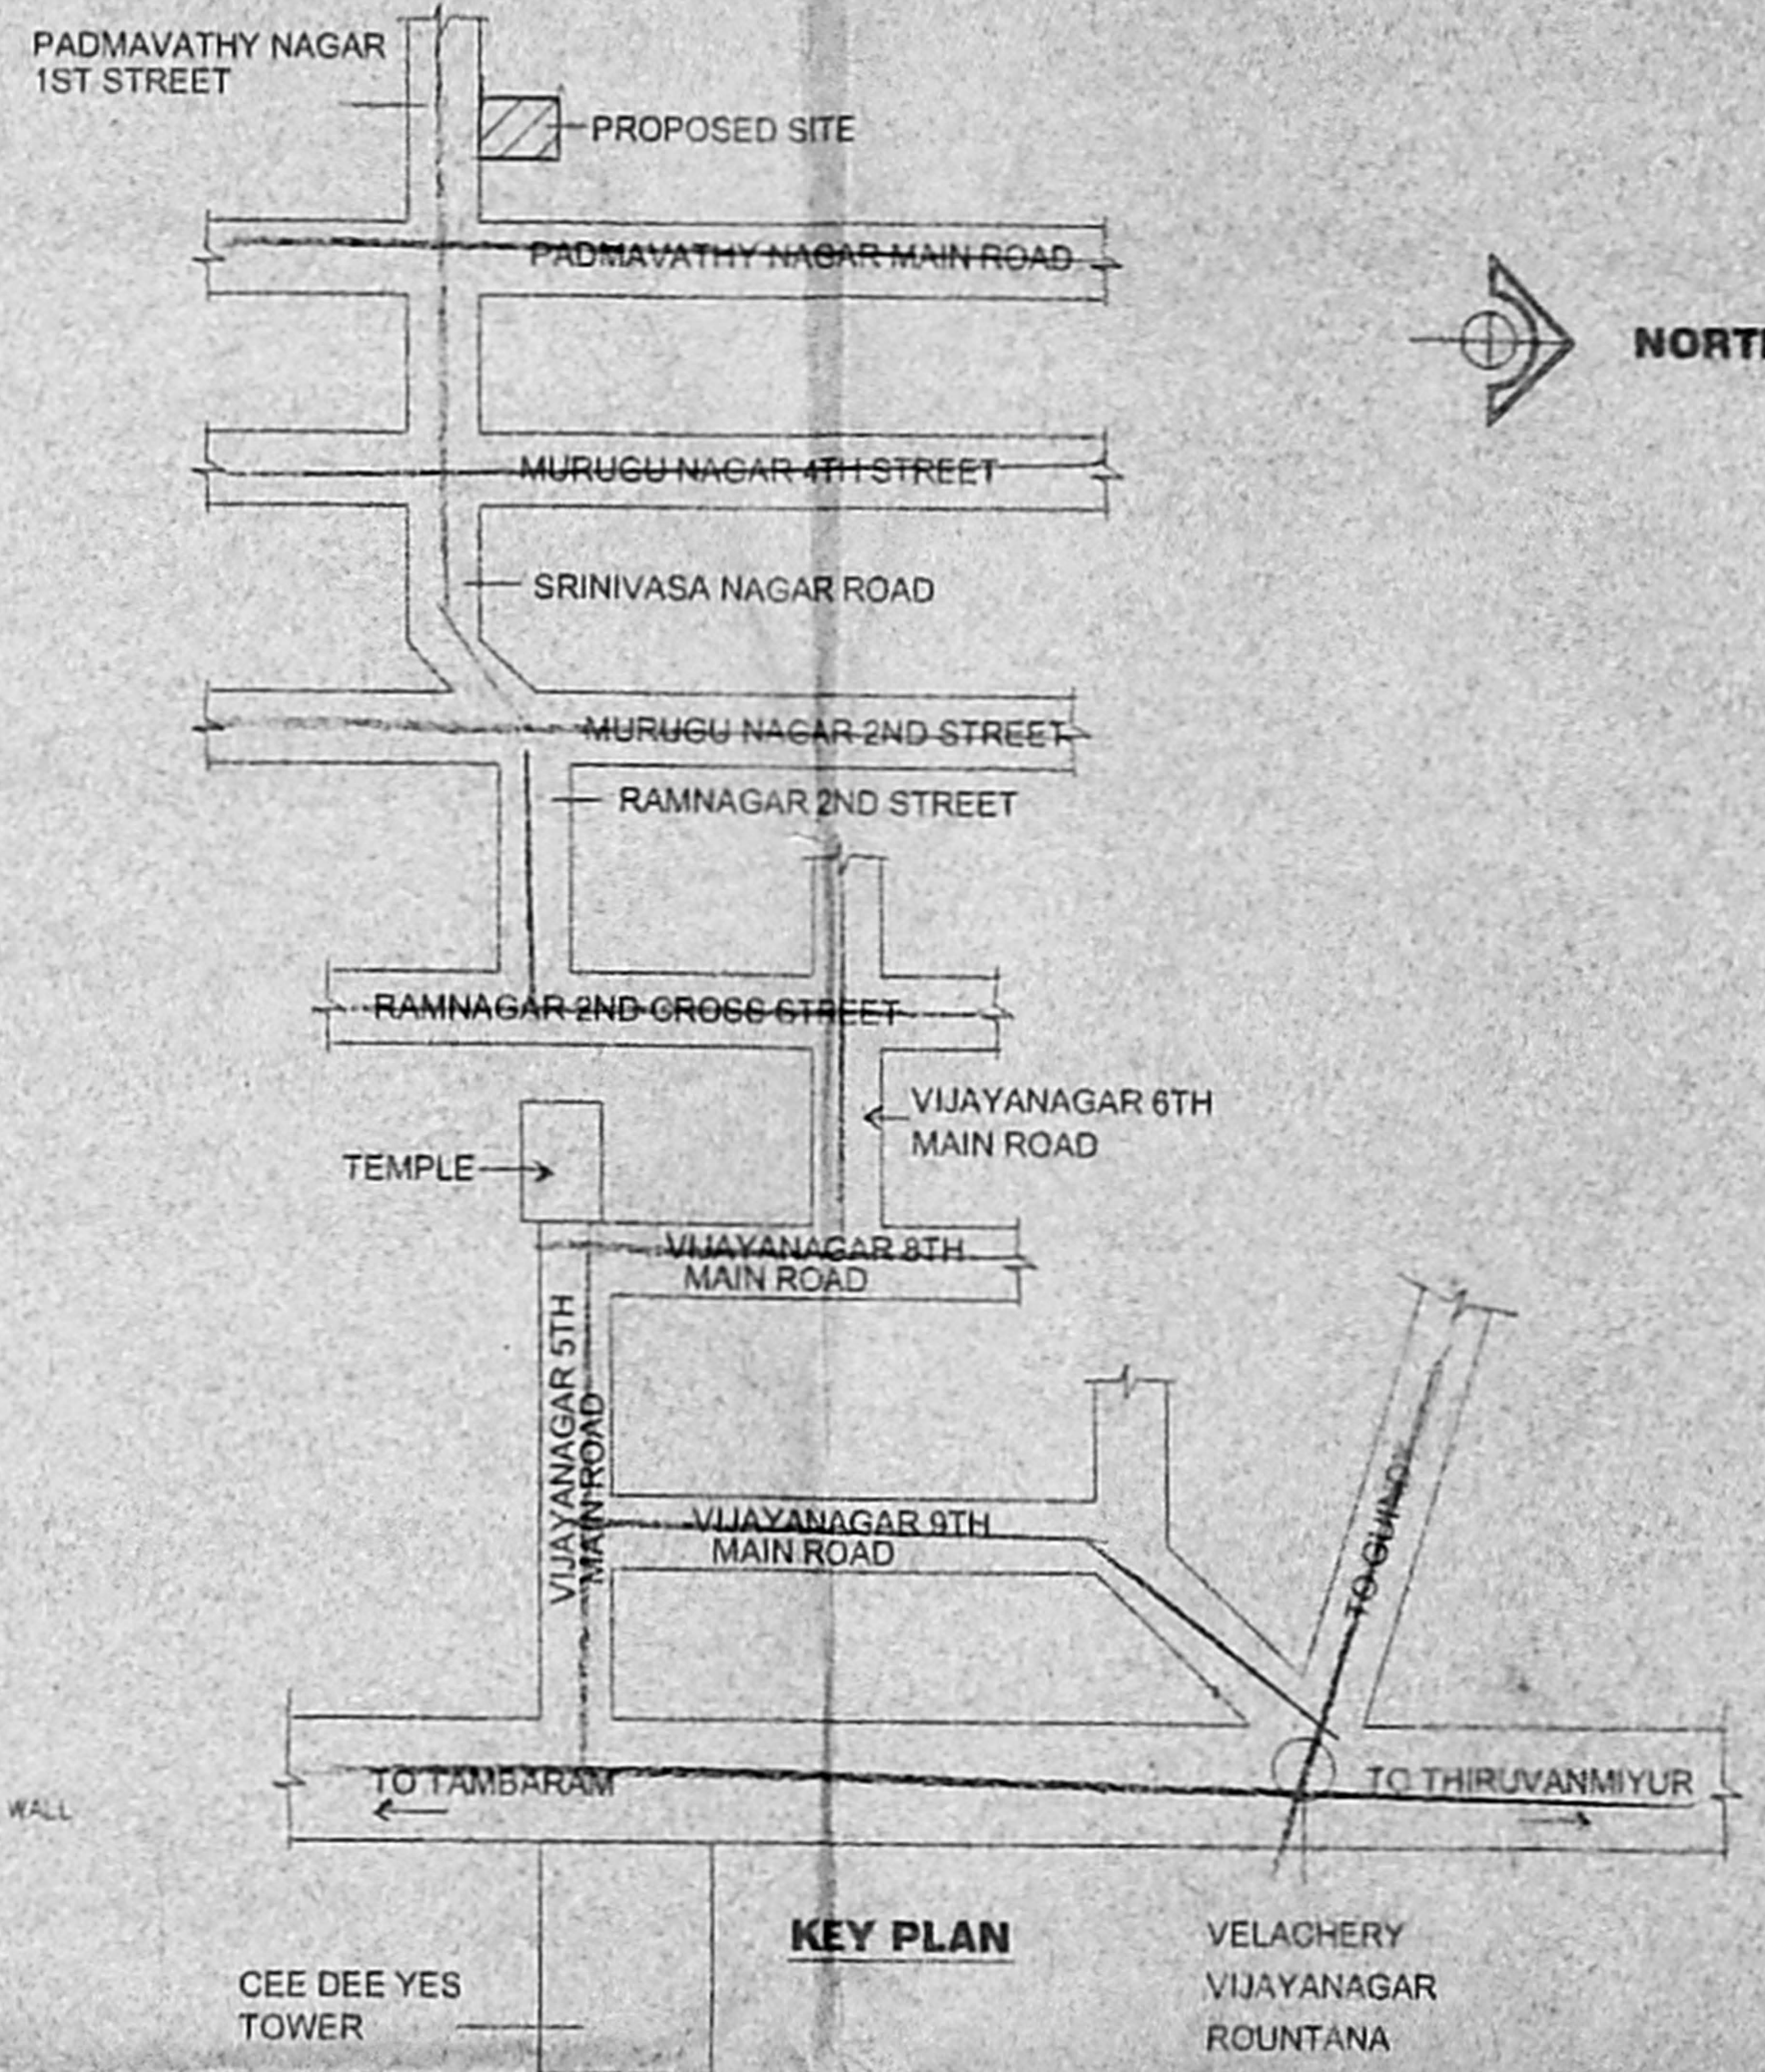 PADMAVATHY NAGAR
1ST STREET
PROPOSED SITE
PADMAVATHY NAGAR MAIN ROAD
NORTH
MURUGU NAGAR 4TH STREET
SRINIVASA NAGAR ROAD
MURUGU NAGAR 2ND STREET
RAMNAGAR 2ND STREET
RAMNAGAR 2ND CROSS STREET
VIJAYANAGAR 6TH
MAIN ROAD
TEMPLE
VIJAYANAGAR 8TH
MAIN ROAD
VIJAYANAGAR 5TH
MAIN ROAD
VIJAYANAGAR 9TH
MAIN ROAD
TO GUINDY
TO TAMBARAM
TO THIRUVANMIYUR
WALL
KEY PLAN
CEE DEE YES
TOWER
VELACHERY
VIJAYANAGAR
ROUNTANA